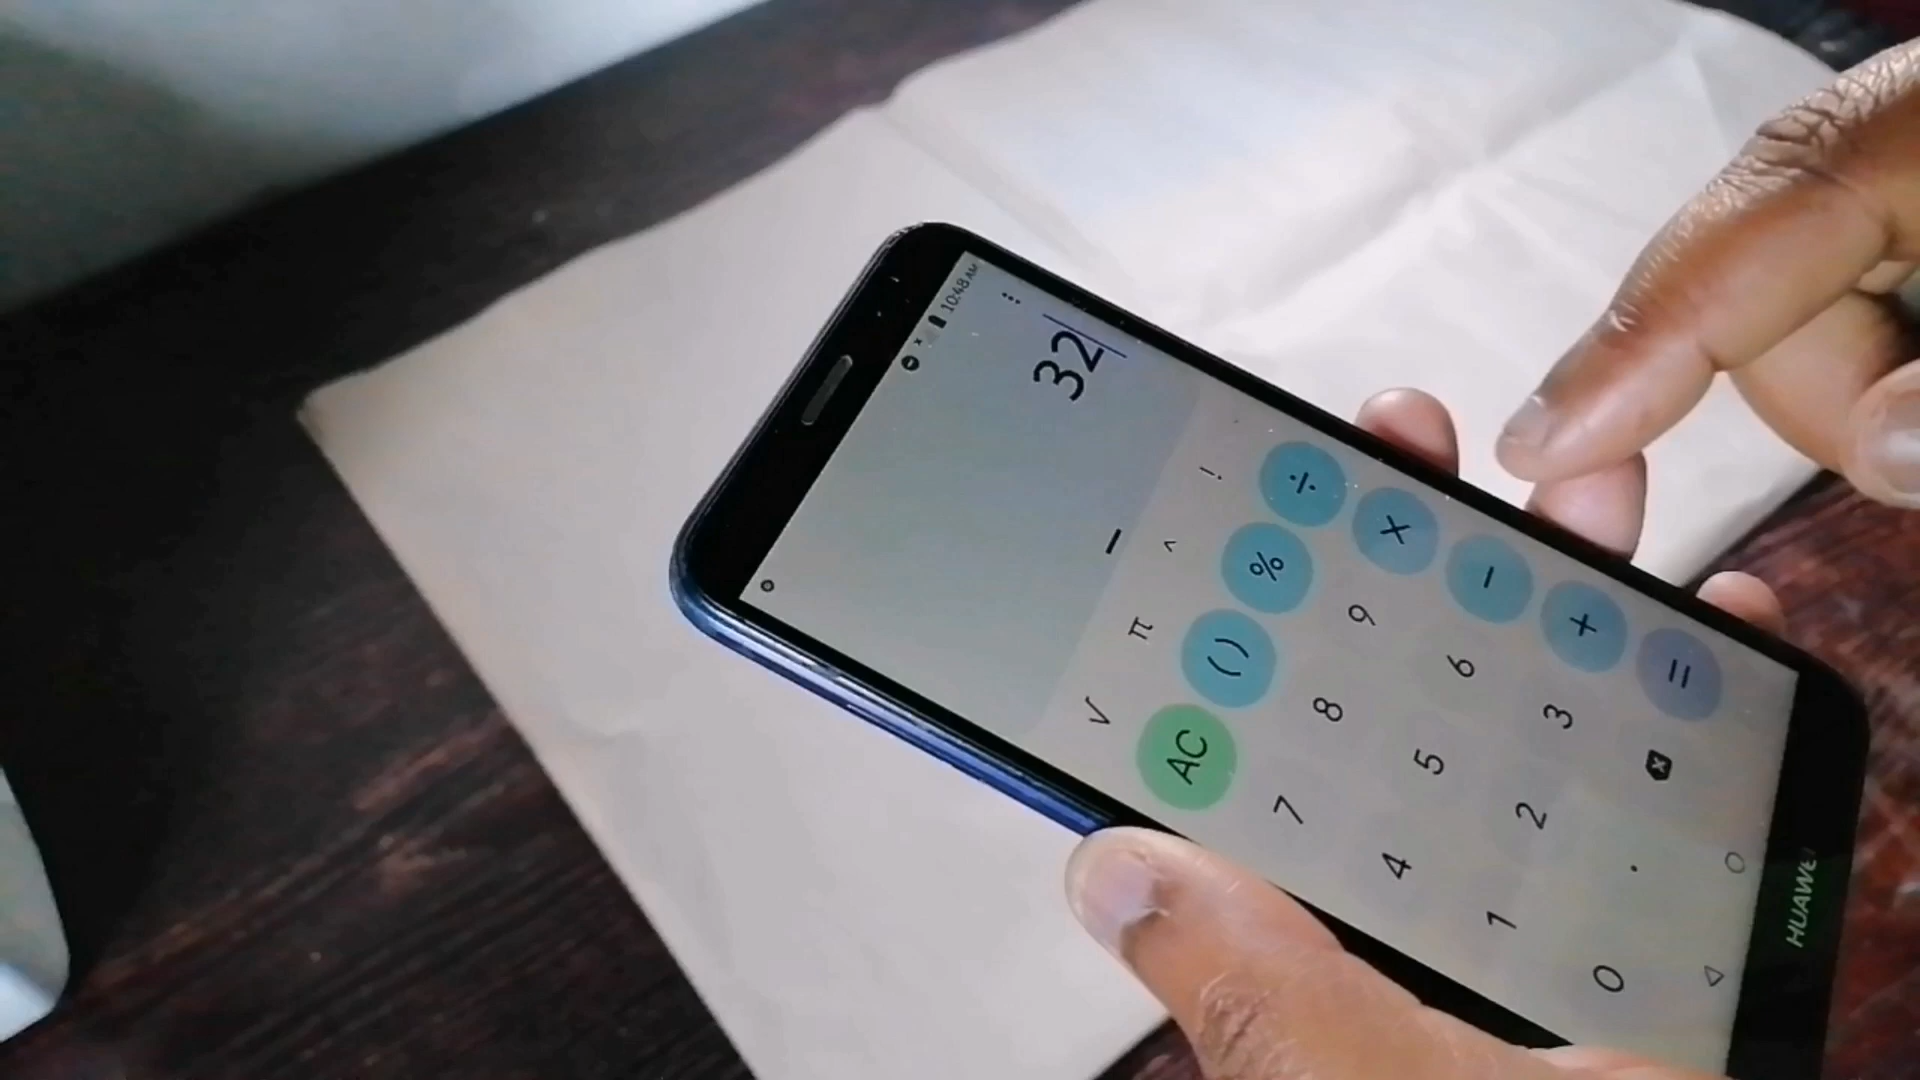 10:48 AM
32
√ π ^ !
AC () % ÷
7 8 9 ×
4 5 6 −
1 2 3 +
0 . =
HUAWEI